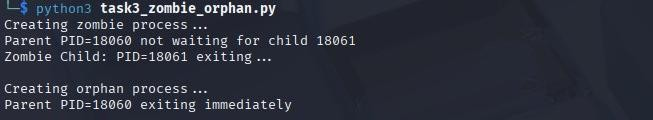 └─$ python3 task3_zombie_orphan.py
Creating zombie process...
Parent PID=18060 not waiting for child 18061
Zombie Child: PID=18061 exiting...

Creating orphan process...
Parent PID=18060 exiting immediately